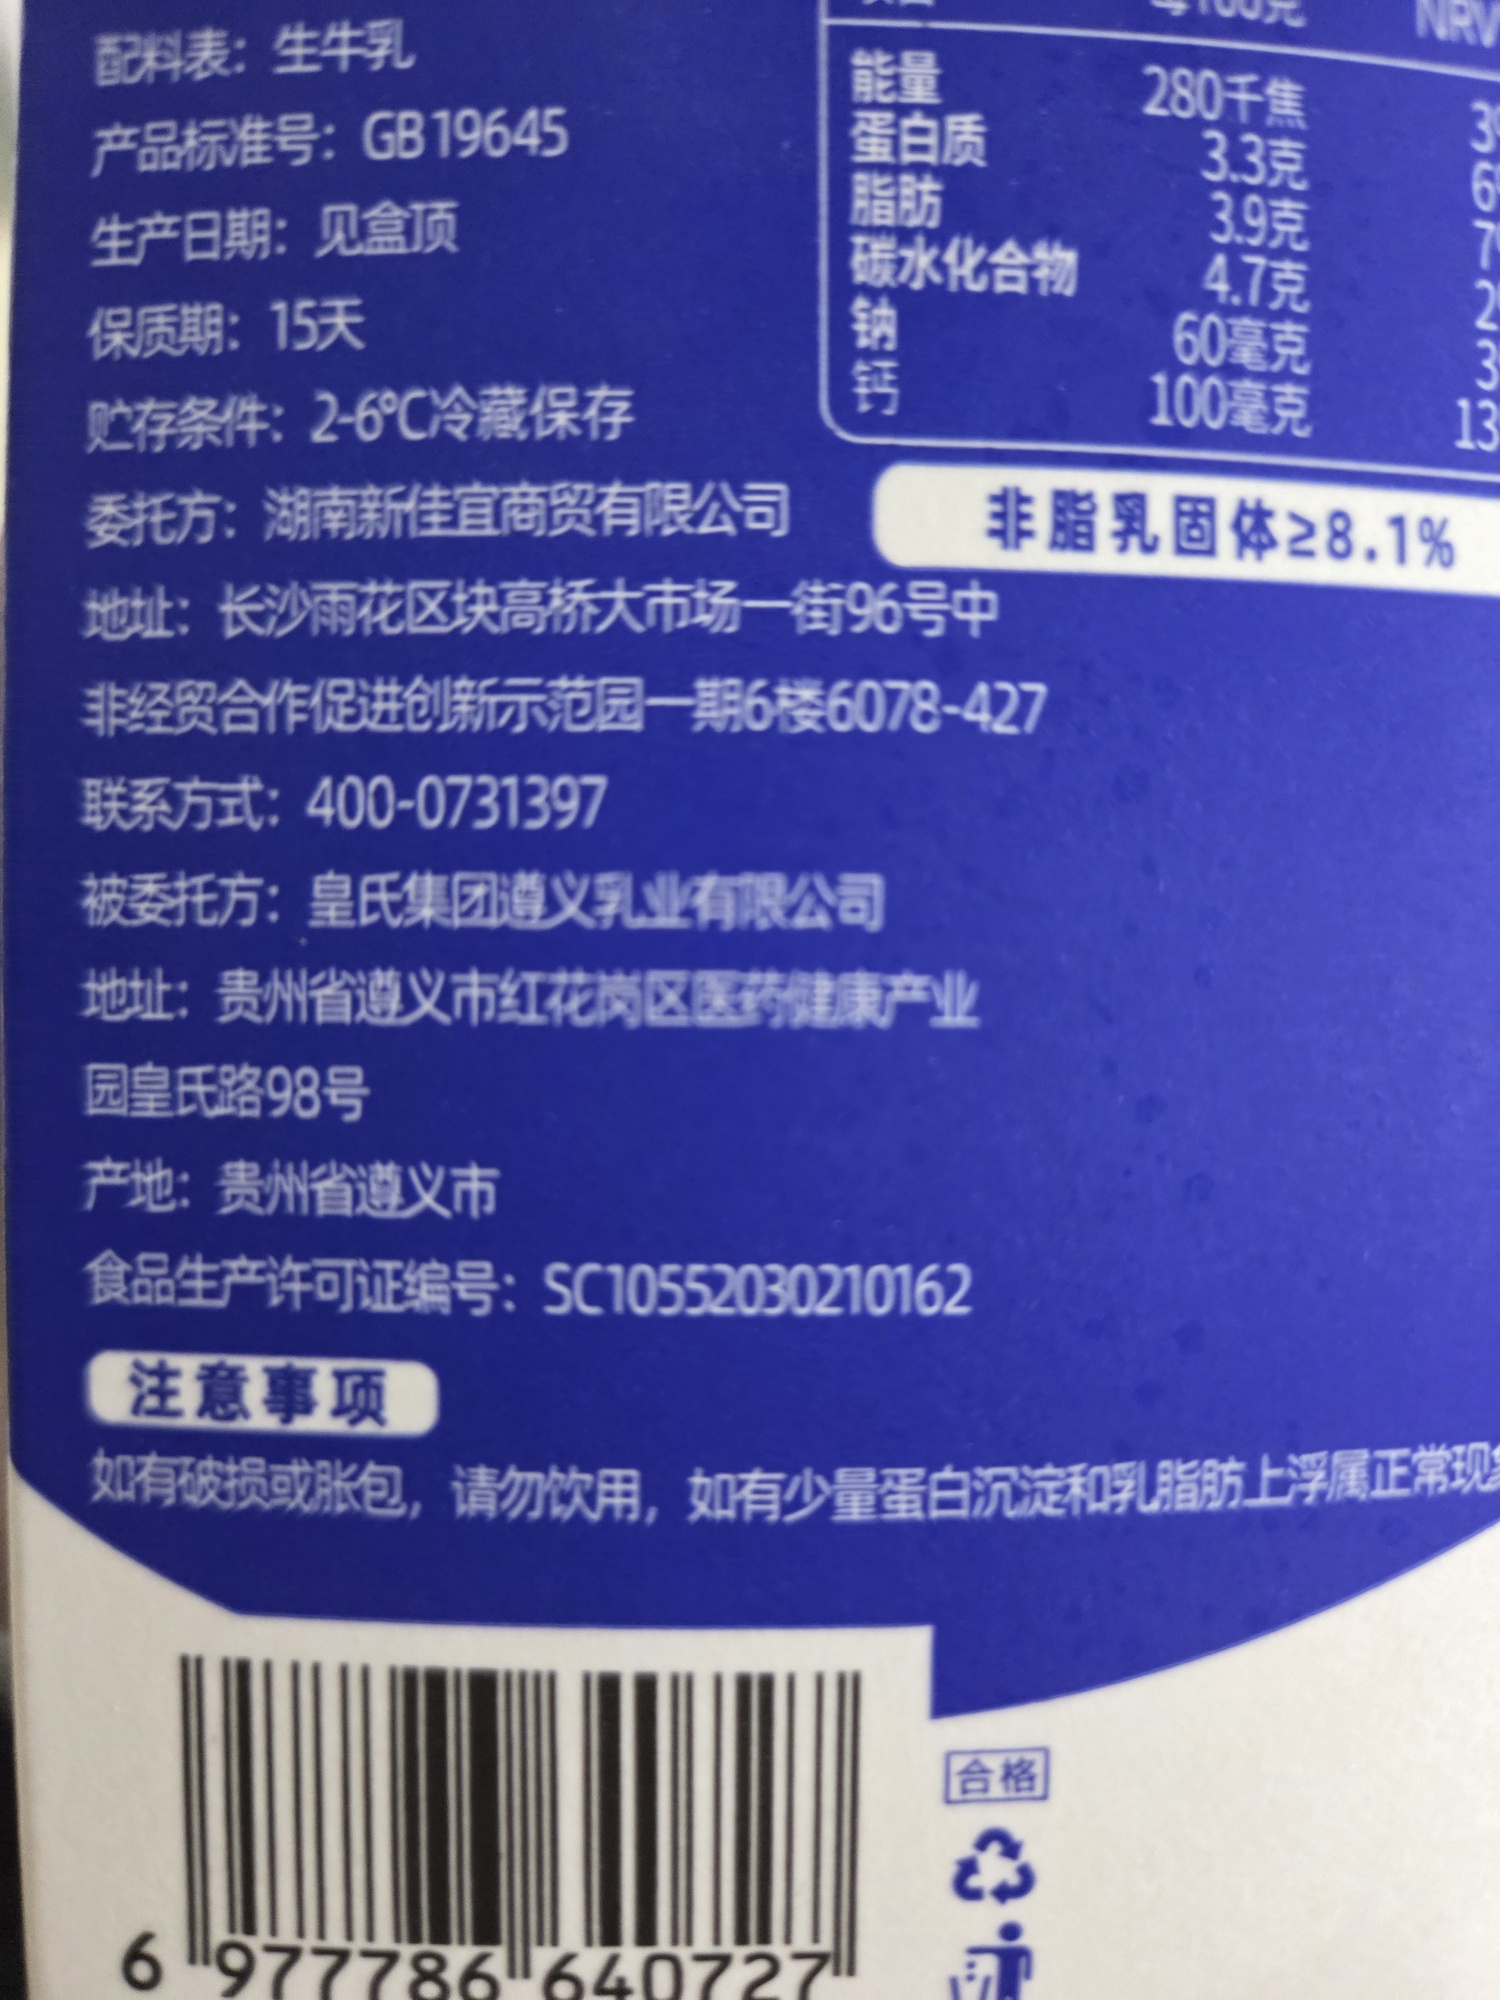 配料表：生牛乳
产品标准号：GB19645
生产日期：见盒顶
保质期：15天
贮存条件：2-6℃冷藏保存
委托方：湖南新佳宜商贸有限公司
地址：长沙雨花区块高桥大市场一街96号中
非经贸合作促进创新示范园一期6楼6078-427
联系方式：400-0731397
被委托方：皇氏集团遵义乳业有限公司
地址：贵州省遵义市红花岗区医药健康产业
园皇氏路98号
产地：贵州省遵义市
食品生产许可证编号：SC10552030210162
项目 每100克 NRV
能量 280千焦
蛋白质 3.3克
脂肪 3.9克
碳水化合物 4.7克
钠 60毫克
钙 100毫克 13
非脂乳固体≥8.1%
注意事项
如有破损或胀包，请勿饮用，如有少量蛋白沉淀和乳脂肪上浮属正常现象
6 977786 640727
合格